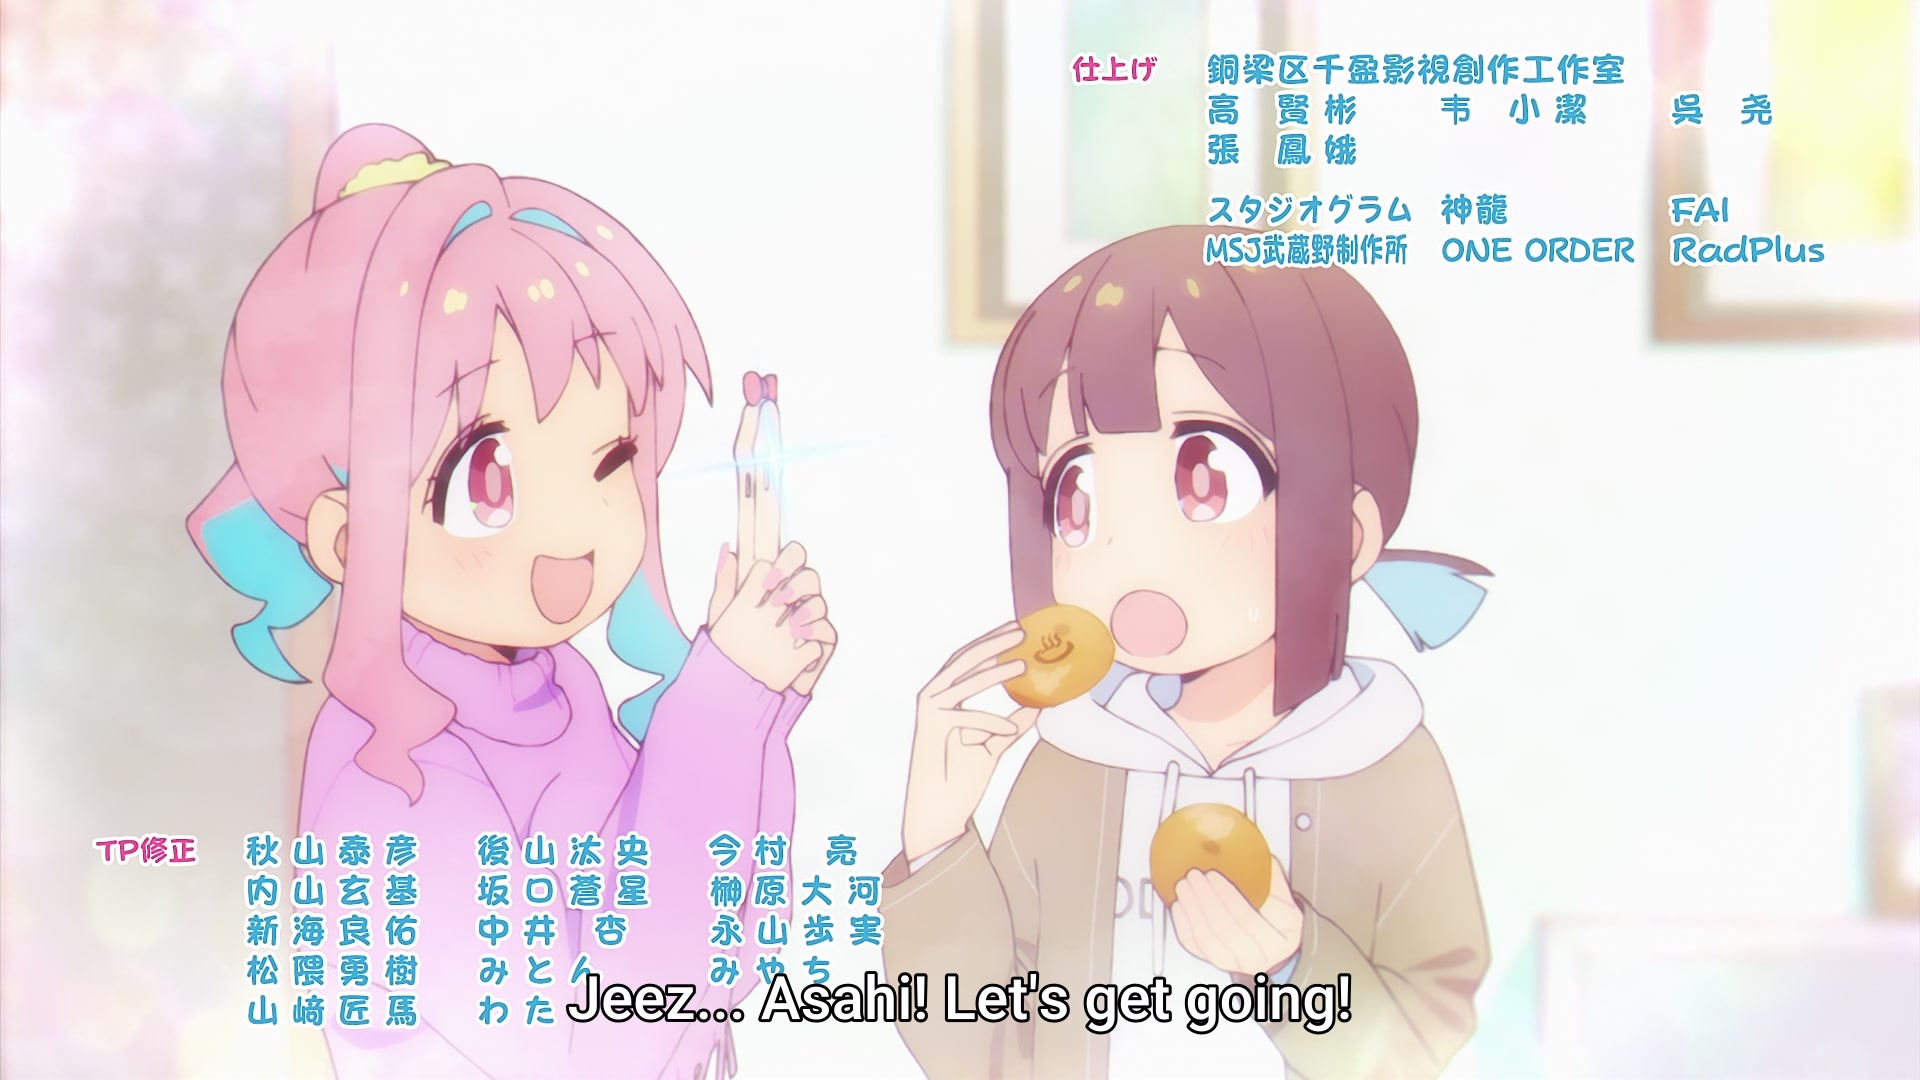 仕上げ 銅梁区千盈影視創作工作室
高 賢彬 韦 小潔 呉 尧
張 鳳娥
スタジオグラム 神龍 FAI
MSJ武蔵野制作所 ONE ORDER RadPlus
TP修正 秋山泰彦 後山汰央 今村 亮
内山玄基 坂口蒼星 榊原大河
新海良佑 中井 杏 永山歩実
松隈勇樹 みとん みやち
山﨑匠馬 わた
Jeez... Asahi! Let's get going!